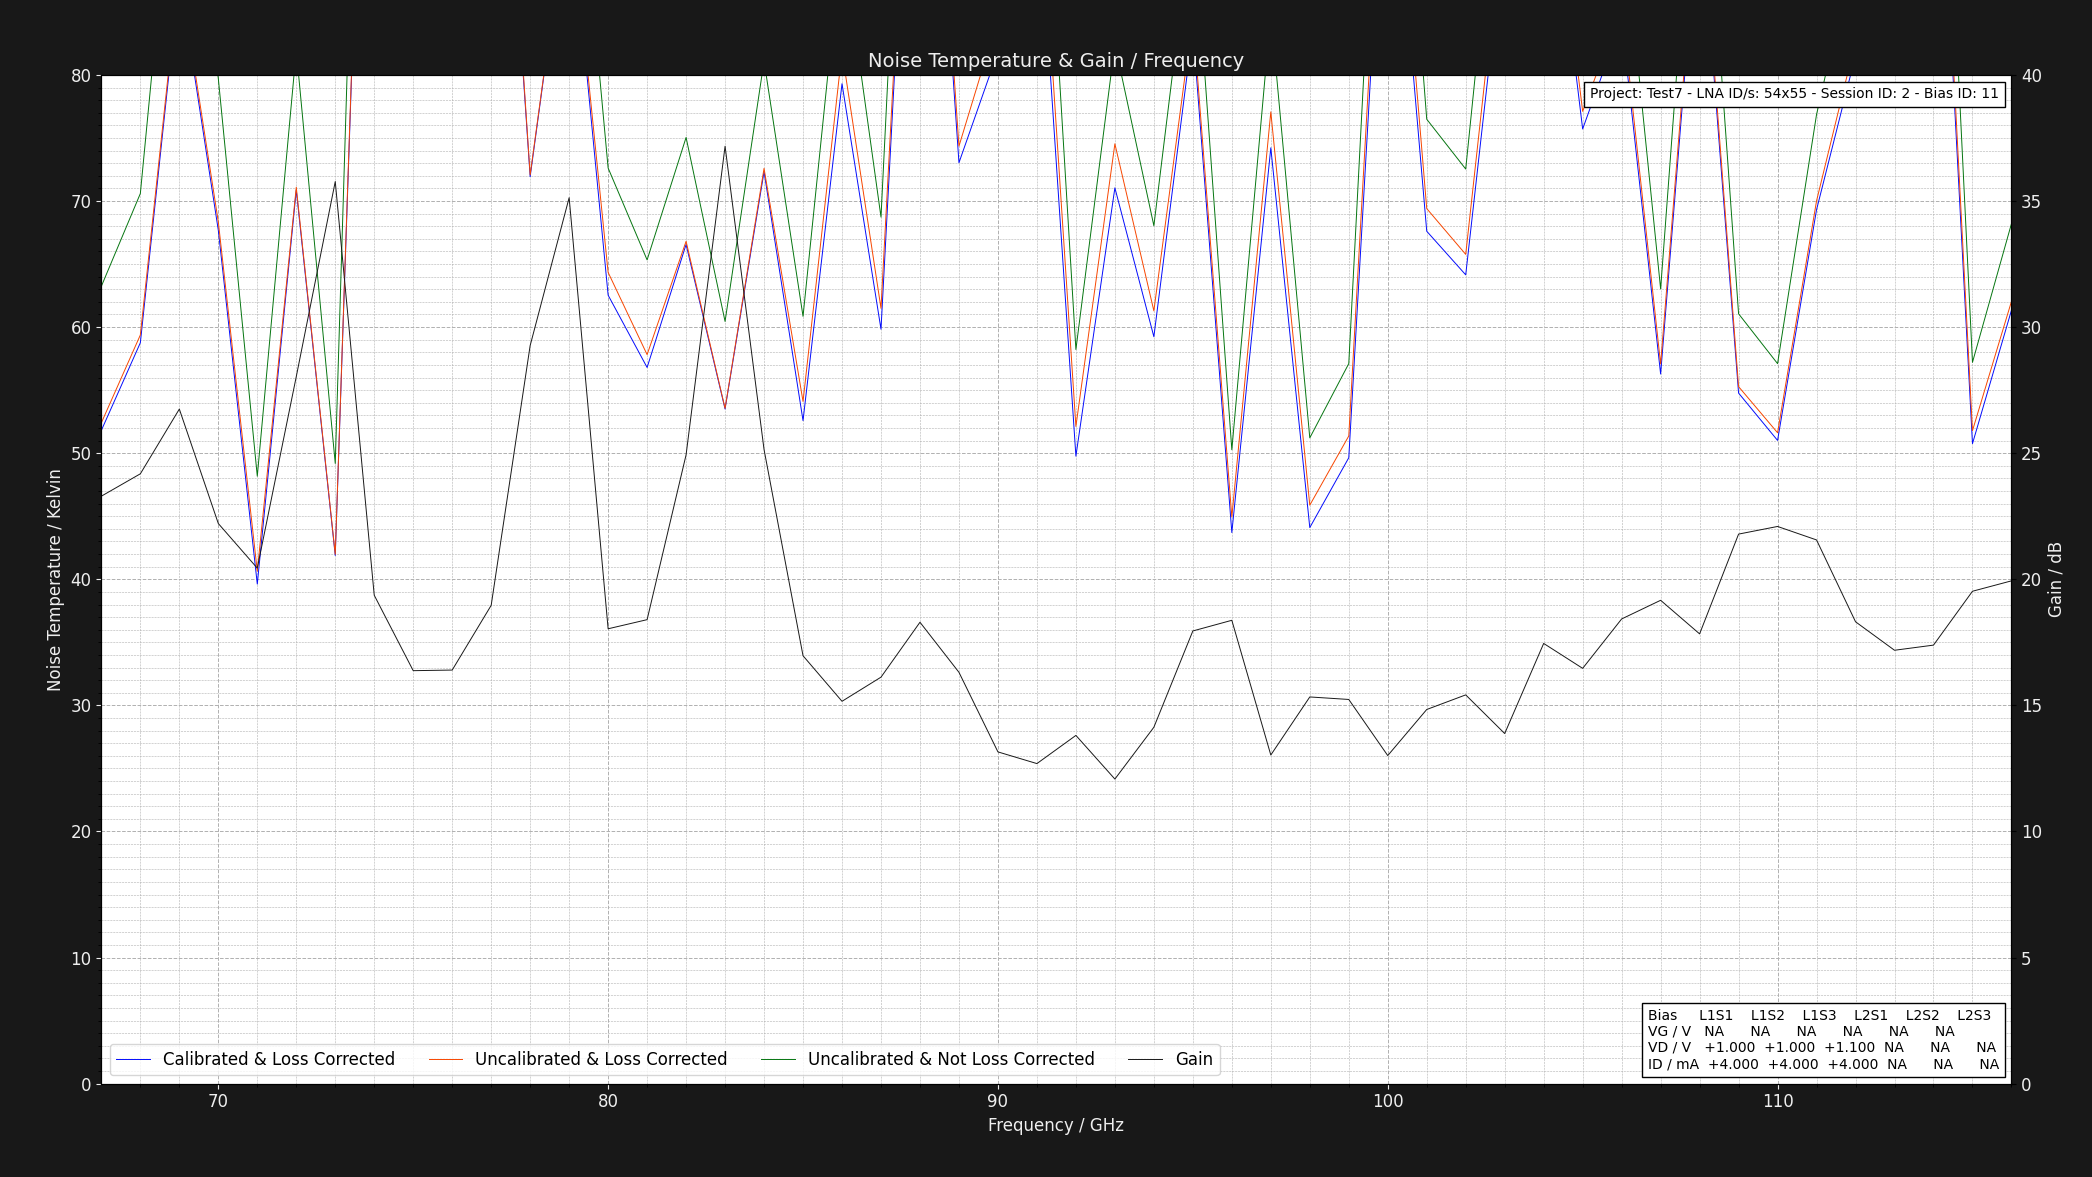 Noise Temperature & Gain / Frequency
Project: Test7 - LNA ID/s: 54x55 - Session ID: 2 - Bias ID: 11
80
70
60
50
40
30
20
10
0
Noise Temperature / Kelvin
40
35
30
25
20
15
10
5
0
Gain / dB
Bias L1S1 L1S2 L1S3 L2S1 L2S2 L2S3
VG / V NA NA NA NA NA NA
VD / V +1.000 +1.000 +1.100 NA NA NA
ID / mA +4.000 +4.000 +4.000 NA NA NA
Calibrated & Loss Corrected Uncalibrated & Loss Corrected Uncalibrated & Not Loss Corrected Gain
70 80 90 100 110
Frequency / GHz